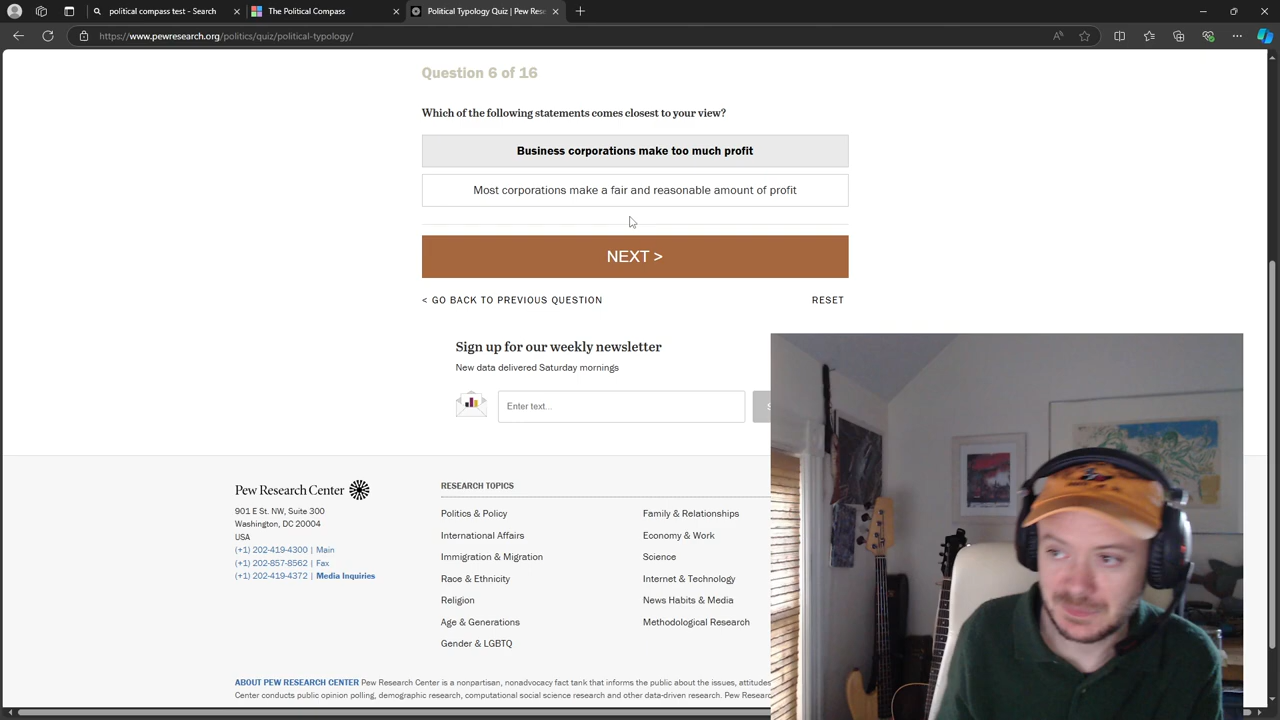 political compass test - Search
The Political Compass
Political Typology Quiz | Pew Res
https://www.pewresearch.org/politics/quiz/political-typology/
Question 6 of 16
Which of the following statements comes closest to your view?
Business corporations make too much profit
Most corporations make a fair and reasonable amount of profit
NEXT >
< GO BACK TO PREVIOUS QUESTION
RESET
Sign up for our weekly newsletter
New data delivered Saturday mornings
Enter text...
Pew Research Center
901 E St. NW, Suite 300
Washington, DC 20004
USA
(+1) 202-419-4300 | Main
(+1) 202-857-8562 | Fax
(+1) 202-419-4372 | Media Inquiries
RESEARCH TOPICS
Politics & Policy
International Affairs
Immigration & Migration
Race & Ethnicity
Religion
Age & Generations
Gender & LGBTQ
Family & Relationships
Economy & Work
Science
Internet & Technology
News Habits & Media
Methodological Research
ABOUT PEW RESEARCH CENTER Pew Research Center is a nonpartisan, nonadvocacy fact tank that informs the public about the issues, attitudes
Center conducts public opinion polling, demographic research, computational social science research and other data-driven research. Pew Researc